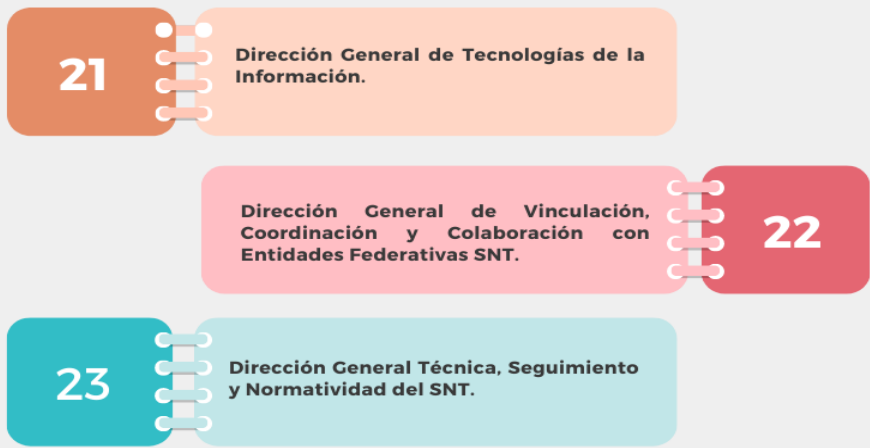 21
Dirección General de Tecnologías de la
Información.
Dirección General de Vinculación,
Coordinación y Colaboración con
Entidades Federativas SNT.
22
23
Dirección General Técnica, Seguimiento
y Normatividad del SNT.